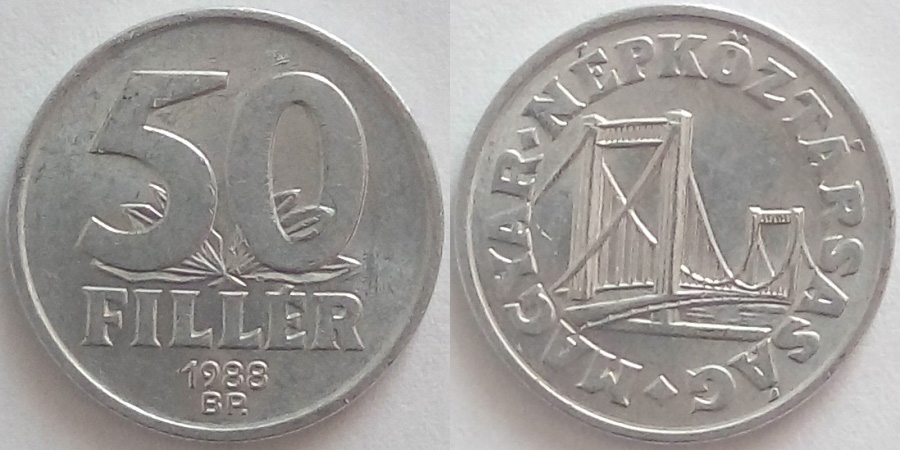 50
FILLÉR
1988
BP.
MAGYAR · NÉPKÖZTÁRSASÁG ·